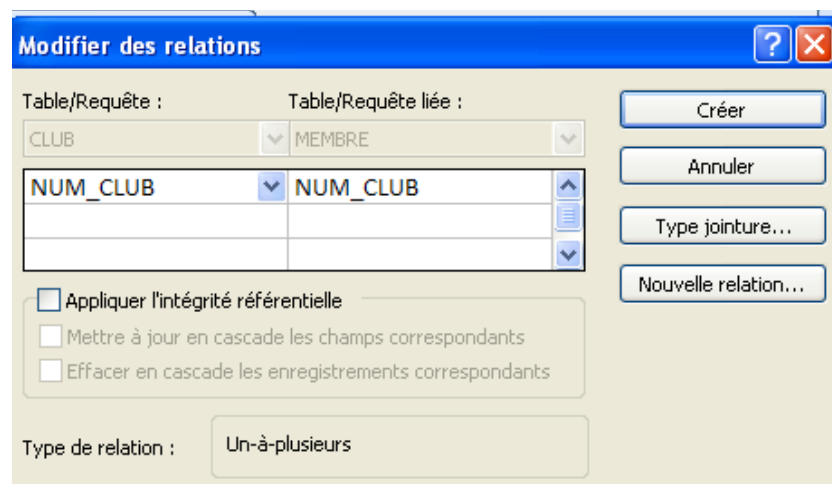 Modifier des relations
Table/Requête : Table/Requête liée :
CLUB MEMBRE
NUM_CLUB NUM_CLUB
Appliquer l'intégrité référentielle
Mettre à jour en cascade les champs correspondants
Effacer en cascade les enregistrements correspondants
Type de relation : Un-à-plusieurs
Créer
Annuler
Type jointure...
Nouvelle relation...